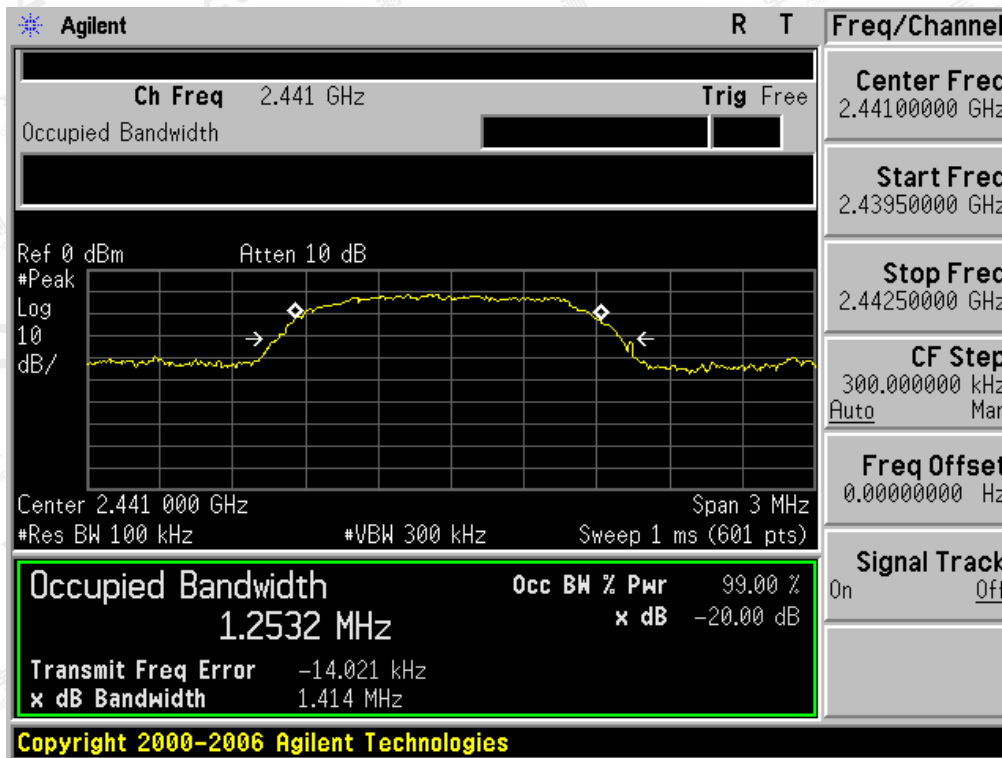 Agilent R T Freq/Channel
Ch Freq 2.441 GHz Trig Free
Occupied Bandwidth
Center Freq
2.44100000 GHz
Start Freq
2.43950000 GHz
Stop Freq
2.44250000 GHz
CF Step
300.000000 kHz
Auto Man
Freq Offset
0.00000000 Hz
Signal Track
On Off
Ref 0 dBm Atten 10 dB
#Peak
Log
10
dB/
Center 2.441 000 GHz Span 3 MHz
#Res BW 100 kHz #VBW 300 kHz Sweep 1 ms (601 pts)
Occupied Bandwidth Occ BW % Pwr 99.00 %
1.2532 MHz x dB -20.00 dB
Transmit Freq Error -14.021 kHz
x dB Bandwidth 1.414 MHz
Copyright 2000-2006 Agilent Technologies